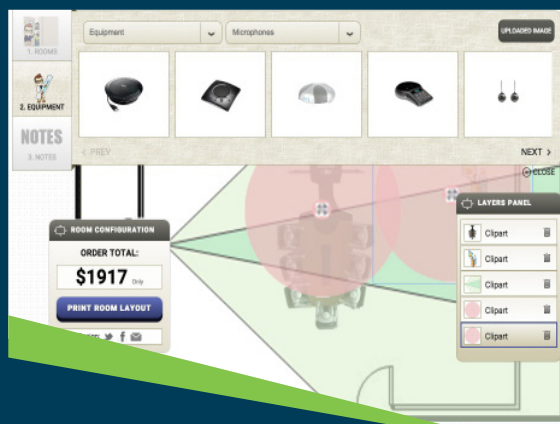 1. ROOMS
2. EQUIPMENT
NOTES
3. NOTES
Equipment
Microphones
UPLOADED IMAGE
< PREV
NEXT >
CLOSE
ROOM CONFIGURATION
ORDER TOTAL:
$1917 Only
PRINT ROOM LAYOUT
LAYERS PANEL
Clipart
Clipart
Clipart
Clipart
Clipart